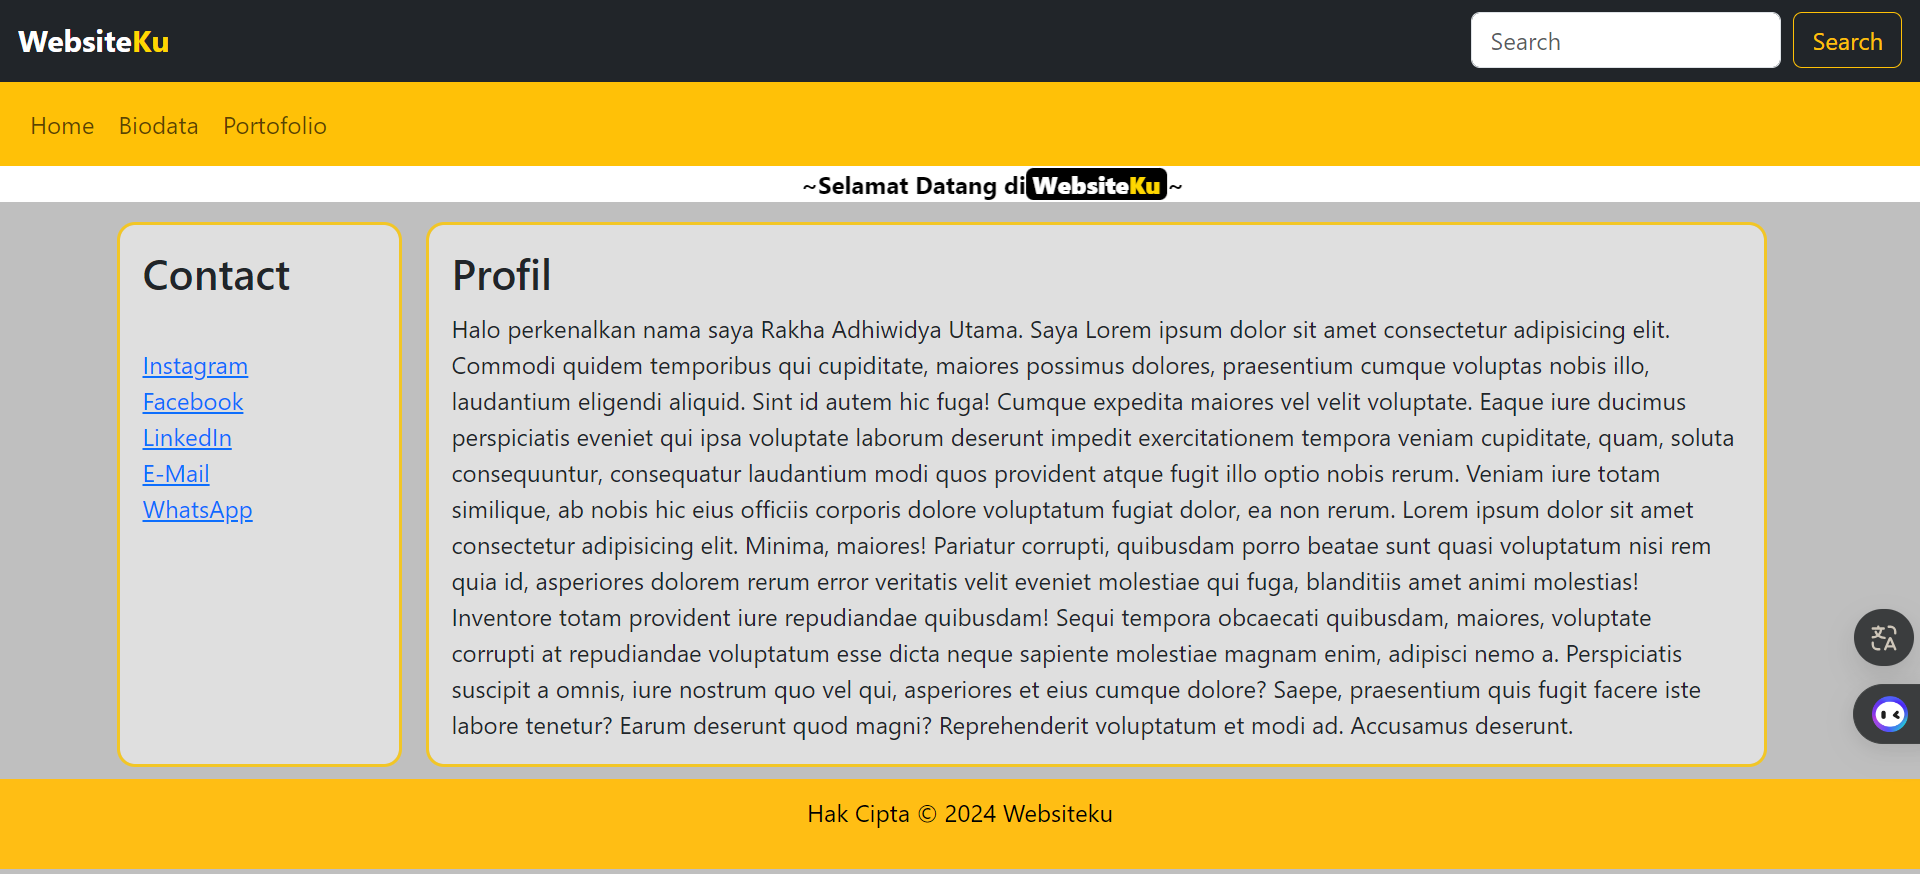 WebsiteKu
Search
Search
Home
Biodata
Portofolio
~Selamat Datang di WebsiteKu ~
Contact
Instagram
Facebook
LinkedIn
E-Mail
WhatsApp
Profil
Halo perkenalkan nama saya Rakha Adhiwidya Utama. Saya Lorem ipsum dolor sit amet consectetur adipisicing elit.
Commodi quidem temporibus qui cupiditate, maiores possimus dolores, praesentium cumque voluptas nobis illo,
laudantium eligendi aliquid. Sint id autem hic fuga! Cumque expedita maiores vel velit voluptate. Eaque iure ducimus
perspiciatis eveniet qui ipsa voluptate laborum deserunt impedit exercitationem tempora veniam cupiditate, quam, soluta
consequuntur, consequatur laudantium modi quos provident atque fugit illo optio nobis rerum. Veniam iure totam
similique, ab nobis hic eius officiis corporis dolore voluptatum fugiat dolor, ea non rerum. Lorem ipsum dolor sit amet
consectetur adipisicing elit. Minima, maiores! Pariatur corrupti, quibusdam porro beatae sunt quasi voluptatum nisi rem
quia id, asperiores dolorem rerum error veritatis velit eveniet molestiae qui fuga, blanditiis amet animi molestias!
Inventore totam provident iure repudiandae quibusdam! Sequi tempora obcaecati quibusdam, maiores, voluptate
corrupti at repudiandae voluptatum esse dicta neque sapiente molestiae magnam enim, adipisci nemo a. Perspiciatis
suscipit a omnis, iure nostrum quo vel qui, asperiores et eius cumque dolore? Saepe, praesentium quis fugit facere iste
labore tenetur? Earum deserunt quod magni? Reprehenderit voluptatum et modi ad. Accusamus deserunt.
Hak Cipta © 2024 Websiteku